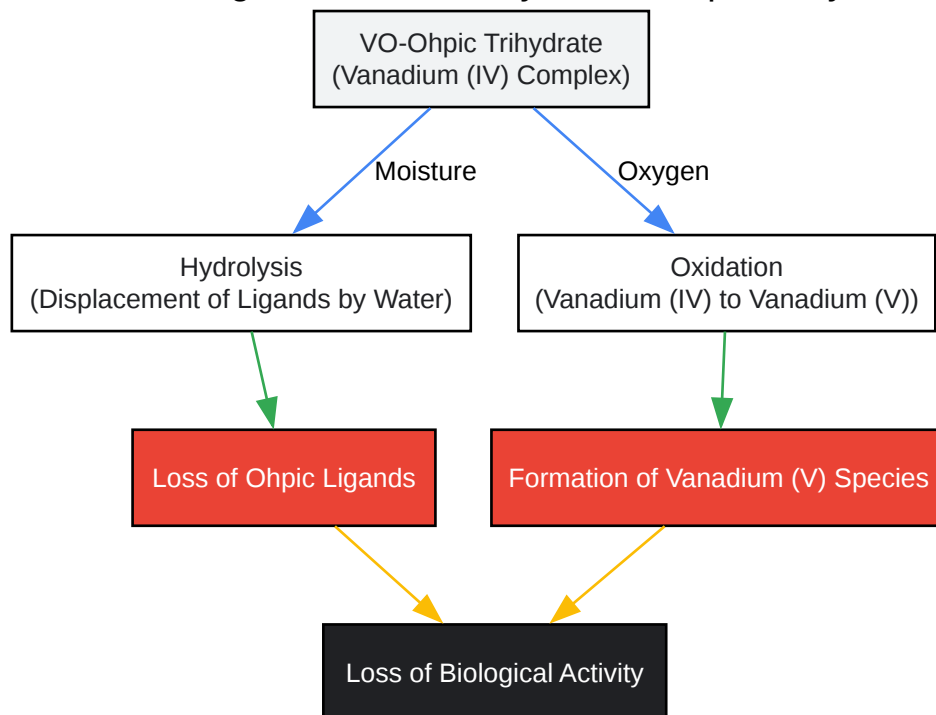 VO-Ohpic Trihydrate
(Vanadium (IV) Complex)
Moisture
Oxygen
Hydrolysis
(Displacement of Ligands by Water)
Oxidation
(Vanadium (IV) to Vanadium (V))
Loss of Ohpic Ligands
Formation of Vanadium (V) Species
Loss of Biological Activity